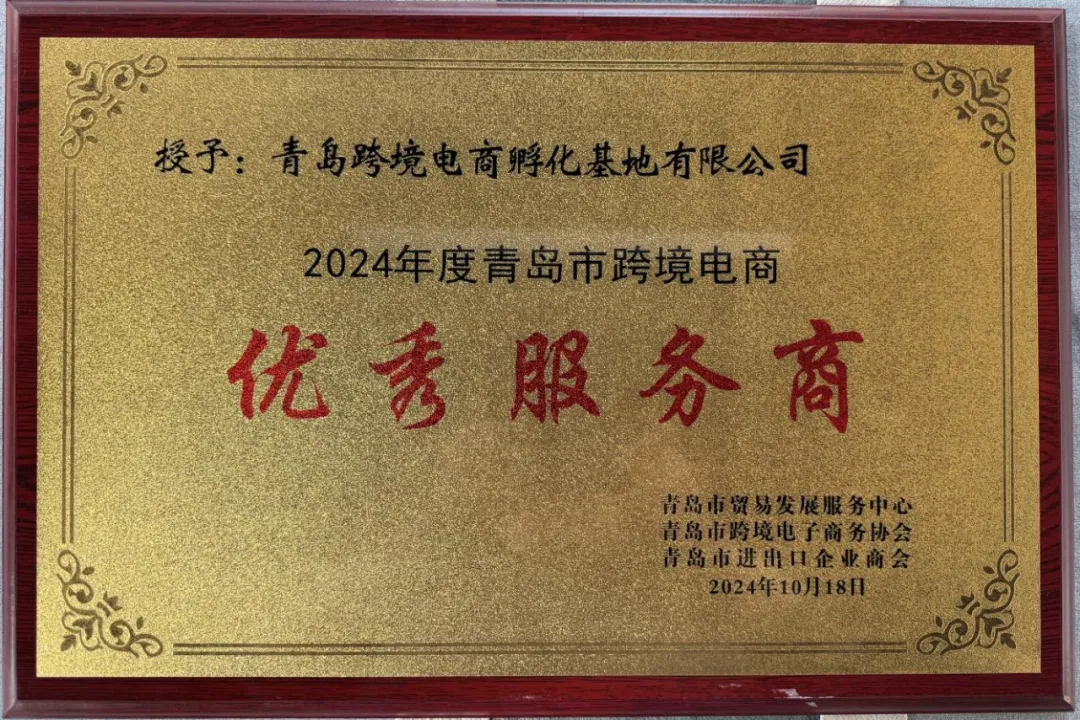 授予：青岛跨境电商孵化基地有限公司
2024年度青岛市跨境电商
优秀服务商
青岛市贸易发展服务中心
青岛市跨境电子商务协会
青岛市进出口企业商会
2024年10月18日